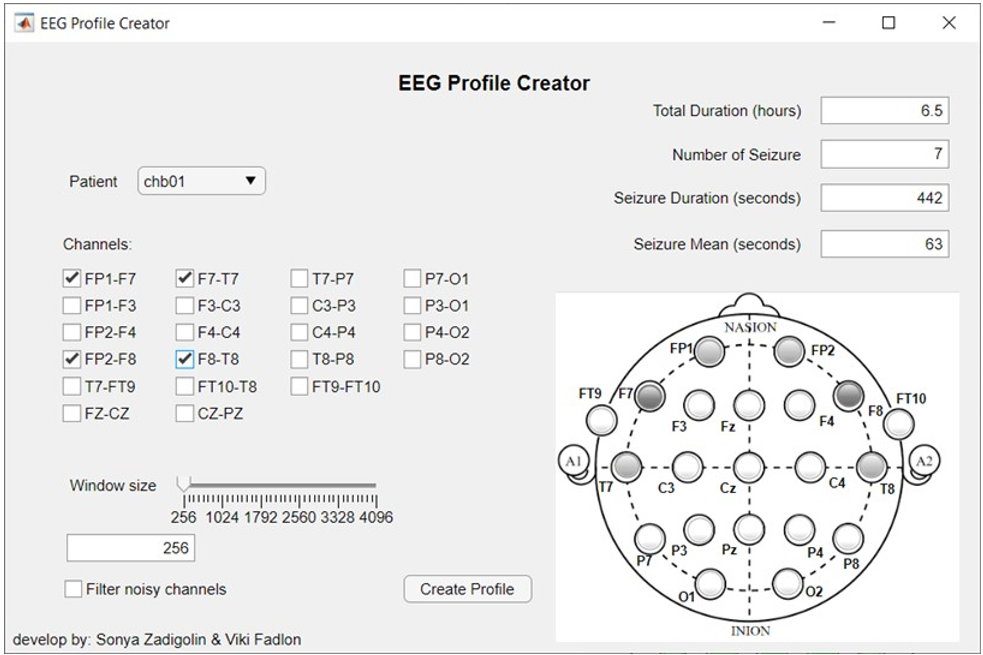 EEG Profile Creator
EEG Profile Creator
Total Duration (hours) 6.5
Number of Seizure 7
Patient chb01
Seizure Duration (seconds) 442
Seizure Mean (seconds) 63
Channels:
FP1-F7 F7-T7 T7-P7 P7-O1
FP1-F3 F3-C3 C3-P3 P3-O1
FP2-F4 F4-C4 C4-P4 P4-O2
FP2-F8 F8-T8 T8-P8 P8-O2
T7-FT9 FT10-T8 FT9-FT10
FZ-CZ CZ-PZ
Window size
256 1024 1792 2560 3328 4096
256
Filter noisy channels
Create Profile
develop by: Sonya Zadigolin & Viki Fadlon
NASION
FP1 FP2
FT9 F7 F8 FT10
F3 Fz F4
A1 A2
T7 C3 Cz C4 T8
P7 P3 Pz P4 P8
O1 O2
INION